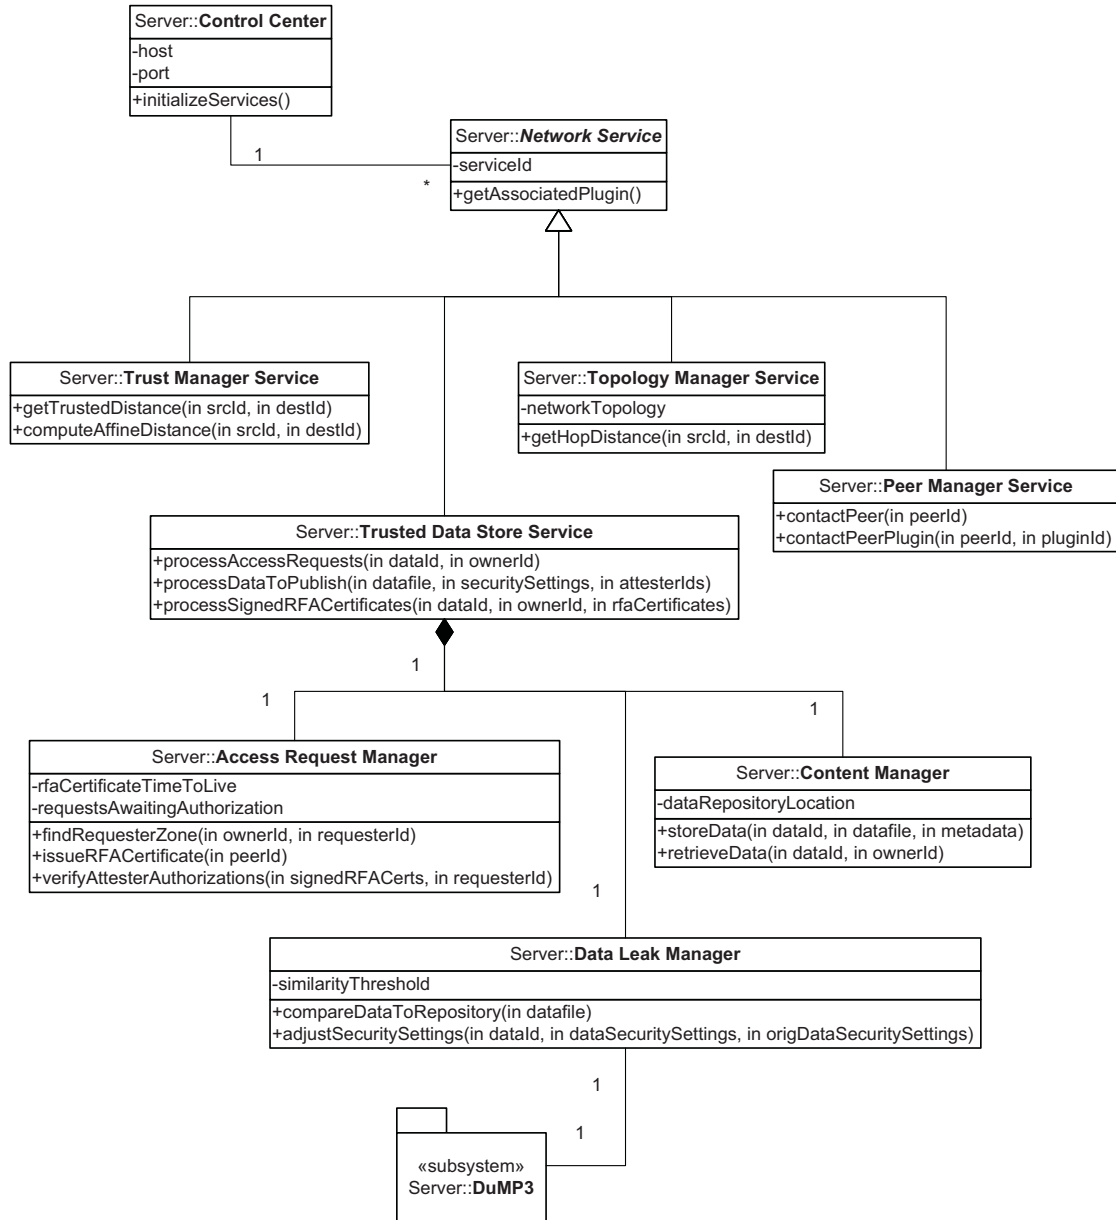 Server::Control Center
-host
-port
+initializeServices()
1
*
Server::Network Service
-serviceId
+getAssociatedPlugin()
Server::Trust Manager Service
+getTrustedDistance(in srcId, in destId)
+computeAffineDistance(in srcId, in destId)
Server::Topology Manager Service
-networkTopology
+getHopDistance(in srcId, in destId)
Server::Peer Manager Service
+contactPeer(in peerId)
+contactPeerPlugin(in peerId, in pluginId)
Server::Trusted Data Store Service
+processAccessRequests(in dataId, in ownerId)
+processDataToPublish(in datafile, in securitySettings, in attesterIds)
+processSignedRFACertificates(in dataId, in ownerId, in rfaCertificates)
1
1
1
Server::Access Request Manager
-rfaCertificateTimeToLive
-requestsAwaitingAuthorization
+findRequesterZone(in ownerId, in requesterId)
+issueRFACertificate(in peerId)
+verifyAttesterAuthorizations(in signedRFACerts, in requesterId)
Server::Content Manager
-dataRepositoryLocation
+storeData(in dataId, in datafile, in metadata)
+retrieveData(in dataId, in ownerId)
1
Server::Data Leak Manager
-similarityThreshold
+compareDataToRepository(in datafile)
+adjustSecuritySettings(in dataId, in dataSecuritySettings, in origDataSecuritySettings)
1
1
«subsystem»
Server::DuMP3